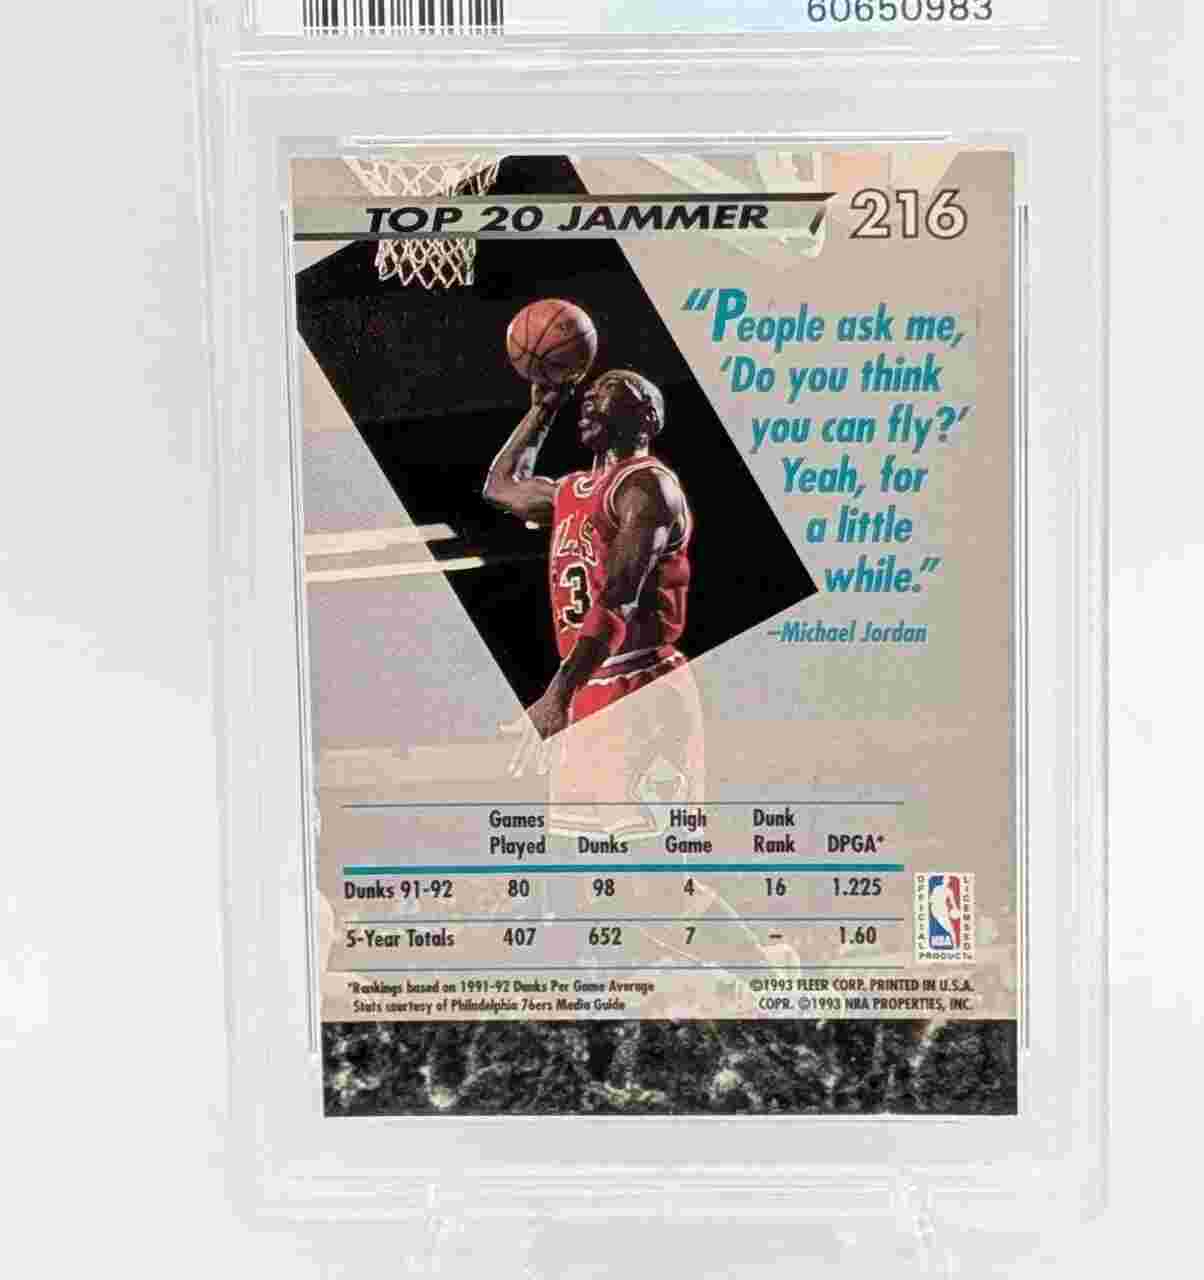 60650983
TOP 20 JAMMER 216
“People ask me,
‘Do you think
you can fly?’
Yeah, for
a little
while.”
–Michael Jordan
Games Played Dunks High Game Dunk Rank DPGA*
Dunks 91-92 80 98 4 16 1.225
5-Year Totals 407 652 7 – 1.60
*Rankings based on 1991-92 Dunks Per Game Average
Stats courtesy of Philadelphia 76ers Media Guide
©1993 FLEER CORP. PRINTED IN U.S.A.
COPR. ©1993 NBA PROPERTIES, INC.
OFFICIAL LICENSED
NBA
PRODUCT